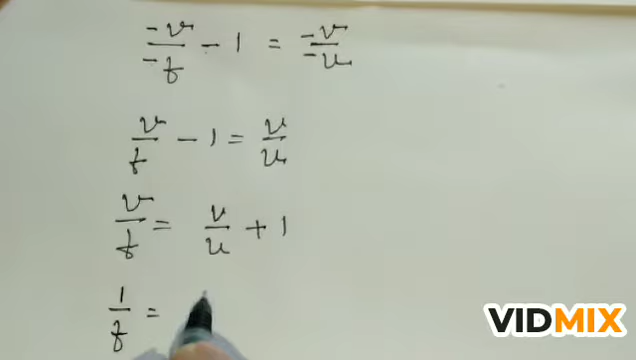 -v/-f - 1 = -v/-u
v/f - 1 = v/u
v/f = v/u + 1
1/f =
VIDMIX